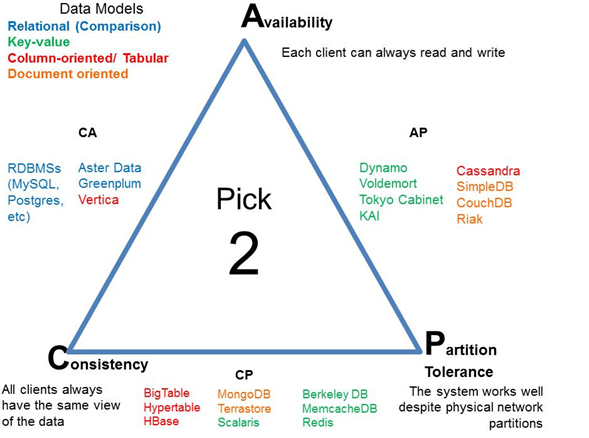 Data Models
Relational (Comparison)
Key-value
Column-oriented/ Tabular
Document oriented
Availability
Each client can always read and write
CA
RDBMSs
(MySQL,
Postgres,
etc)
Aster Data
Greenplum
Vertica
AP
Dynamo
Voldemort
Tokyo Cabinet
KAI
Cassandra
SimpleDB
CouchDB
Riak
Pick
2
Consistency
All clients always
have the same view
of the data
CP
BigTable
Hypertable
HBase
MongoDB
Terrastore
Scalaris
Berkeley DB
MemcacheDB
Redis
Partition
Tolerance
The system works well
despite physical network
partitions